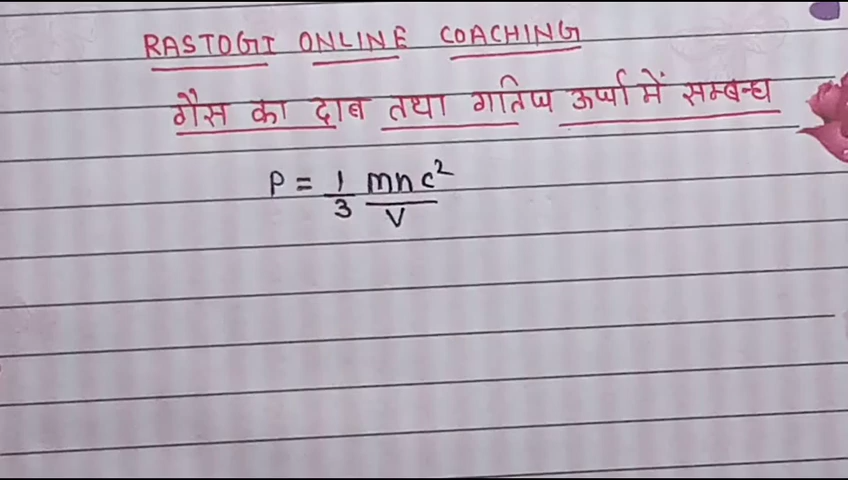 RASTOGI ONLINE COACHING
गैस का दाब तथा गतिज ऊर्जा में सम्बन्ध
P = 1/3 mnc²/V